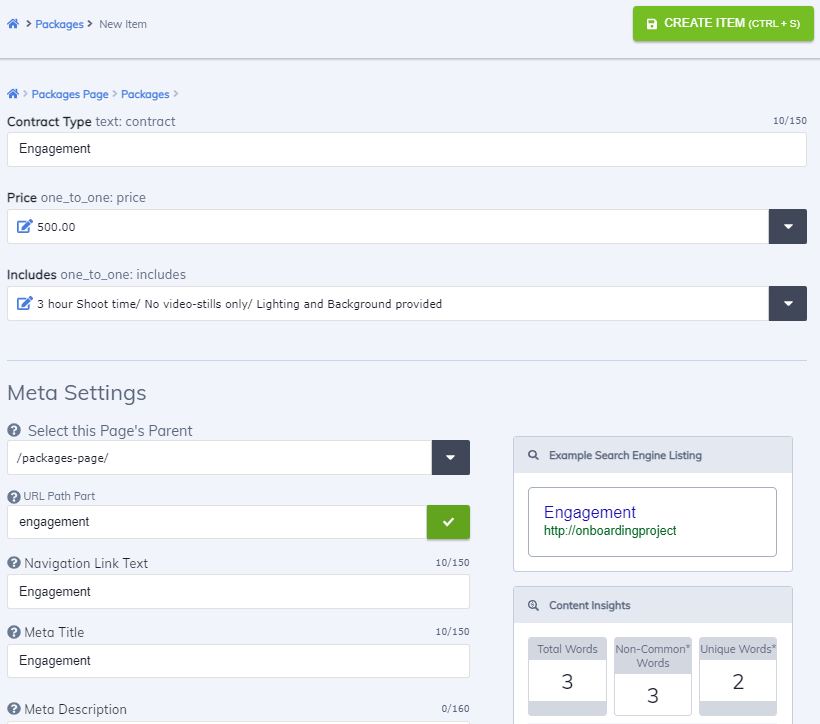 Packages New Item
CREATE ITEM (CTRL + S)
Packages Page Packages
Contract Type text: contract 10/150
Engagement
Price one_to_one: price
500.00
Includes one_to_one: includes
3 hour Shoot time/ No video-stills only/ Lighting and Background provided
Meta Settings
Select this Page's Parent
/packages-page/
URL Path Part
engagement
Navigation Link Text 10/150
Engagement
Meta Title 10/150
Engagement
Meta Description 0/160
Example Search Engine Listing
Engagement
http://onboardingproject
Content Insights
Total Words
3
Non-Common*
Words
3
Unique Words*
2